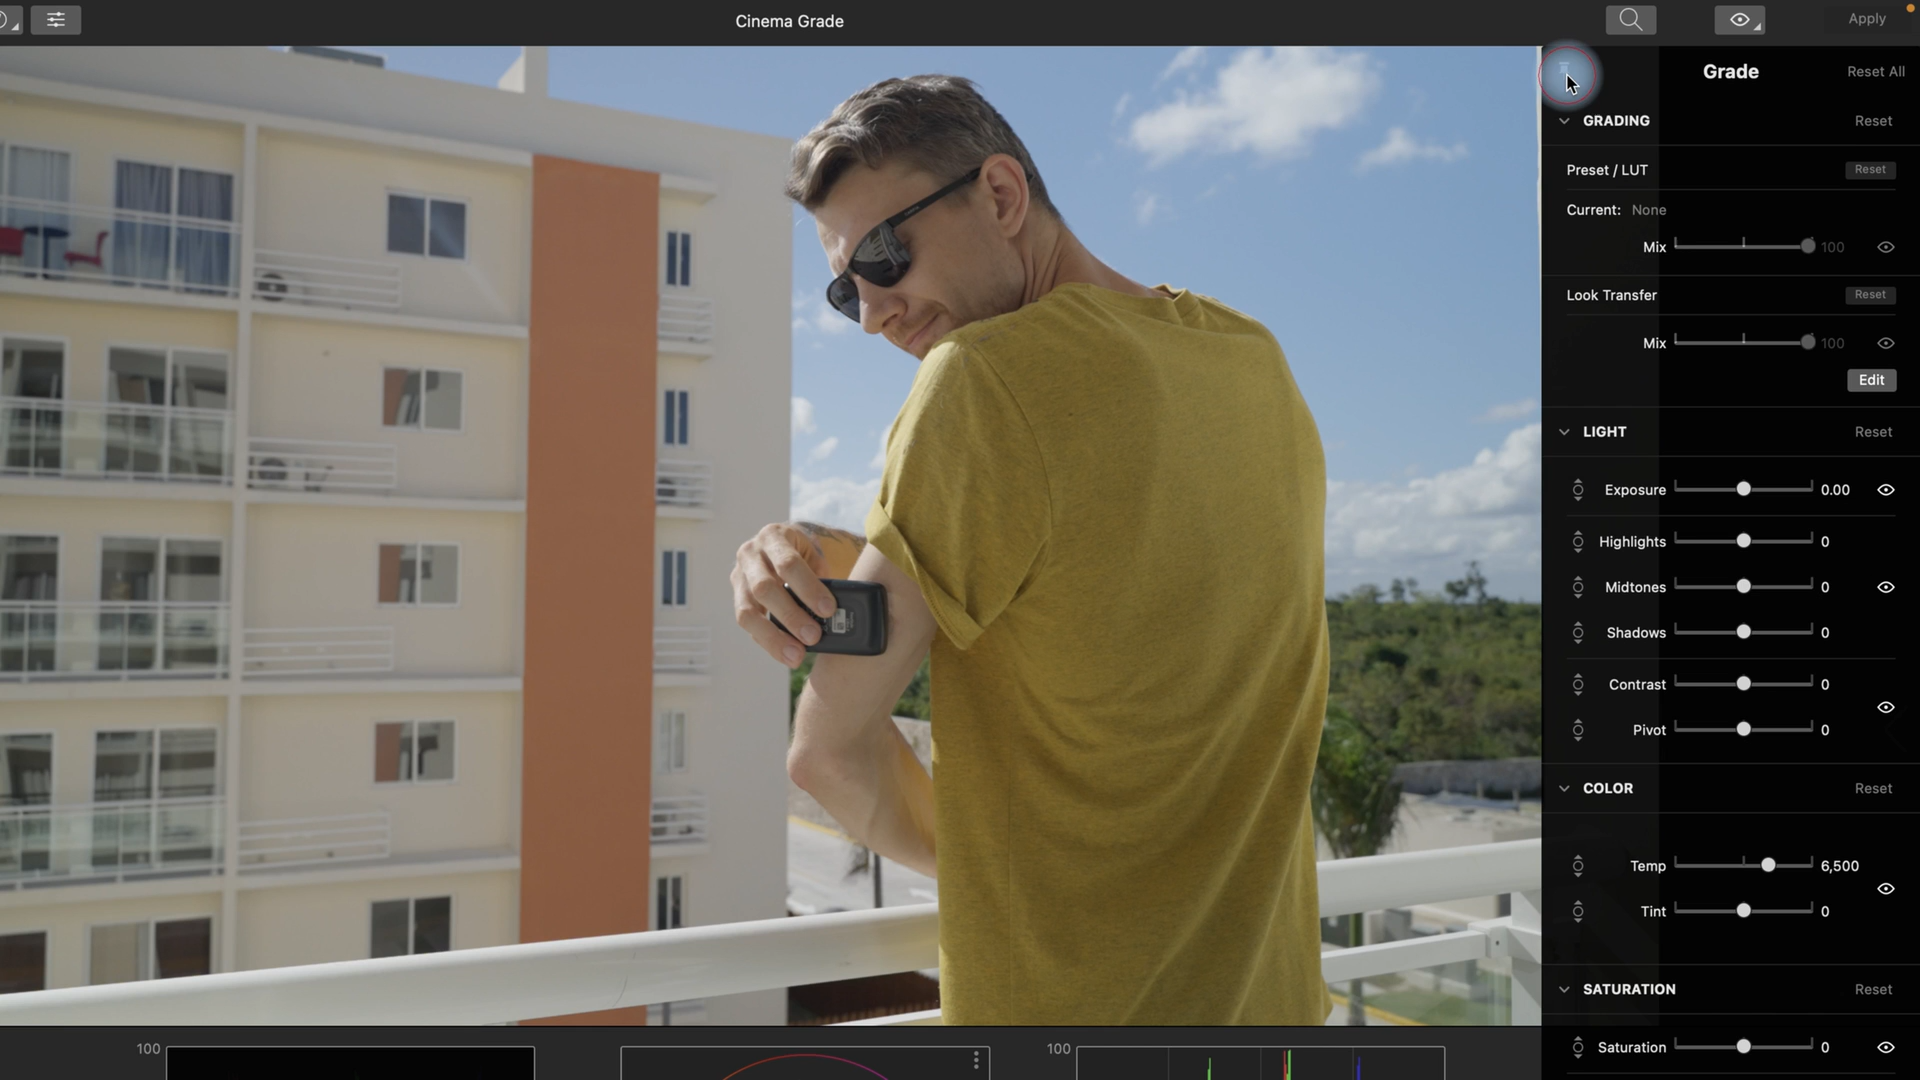 Cinema Grade
Apply
Grade
Reset All
GRADING
Reset
Preset / LUT
Reset
Current: None
Mix
100
Look Transfer
Reset
Mix
100
Edit
LIGHT
Reset
Exposure
0.00
Highlights
0
Midtones
0
Shadows
0
Contrast
0
Pivot
0
COLOR
Reset
Temp
6,500
Tint
0
SATURATION
Reset
Saturation
0
100
100